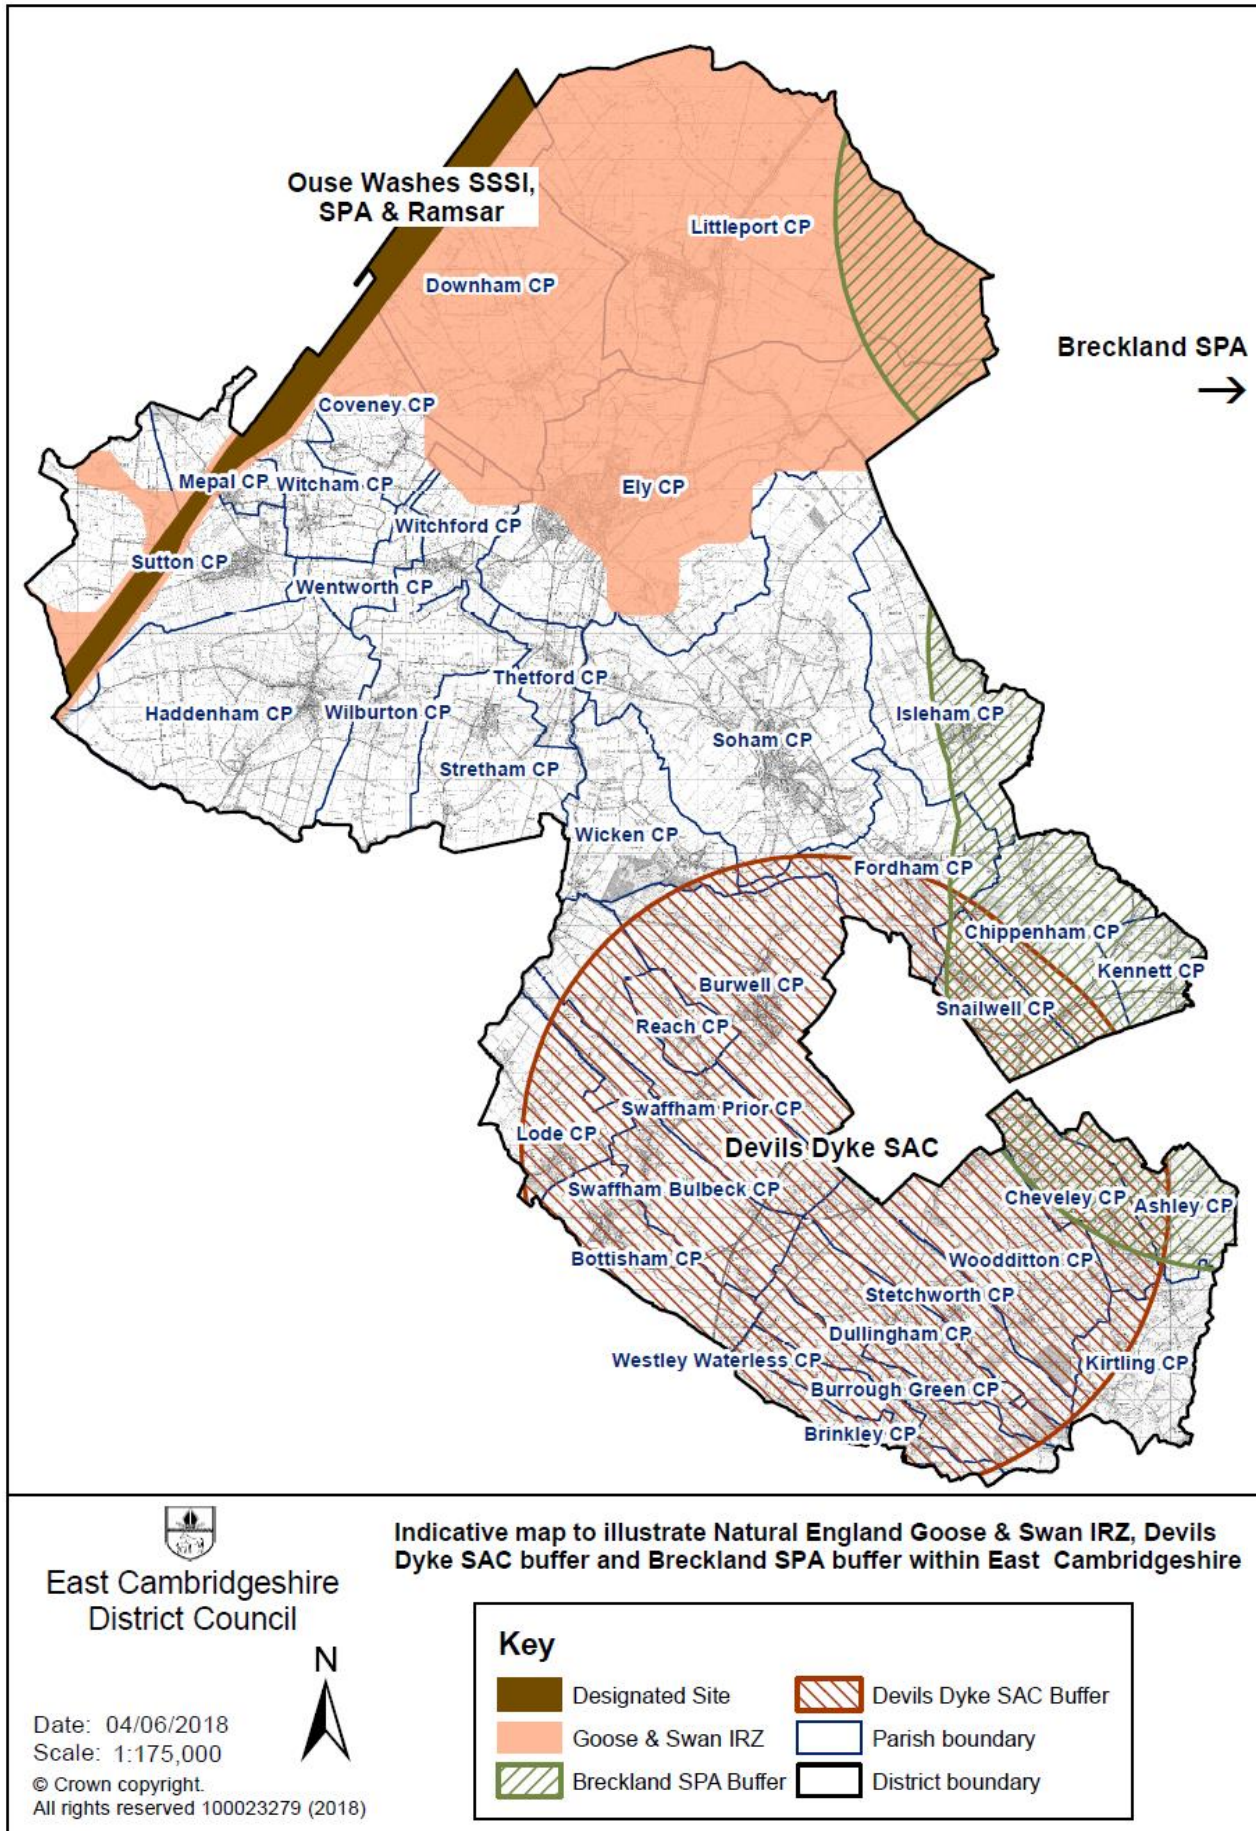 Ouse Washes SSSI,
SPA & Ramsar
Littleport CP
Downham CP
Breckland SPA
→
Coveney CP
Mepal CP
Witcham CP
Ely CP
Witchford CP
Sutton CP
Wentworth CP
Thetford CP
Haddenham CP
Wilburton CP
Isleham CP
Soham CP
Stretham CP
Wicken CP
Fordham CP
Chippenham CP
Kennett CP
Burwell CP
Snailwell CP
Reach CP
Swaffham Prior CP
Lode CP
Devils Dyke SAC
Swaffham Bulbeck CP
Cheveley CP
Ashley CP
Bottisham CP
Woodditton CP
Stetchworth CP
Dullingham CP
Westley Waterless CP
Kirtling CP
Burrough Green CP
Brinkley CP
East Cambridgeshire
District Council
N
Date: 04/06/2018
Scale: 1:175,000
© Crown copyright.
All rights reserved 100023279 (2018)
Indicative map to illustrate Natural England Goose & Swan IRZ, Devils
Dyke SAC buffer and Breckland SPA buffer within East Cambridgeshire
Key
Designated Site
Goose & Swan IRZ
Breckland SPA Buffer
Devils Dyke SAC Buffer
Parish boundary
District boundary